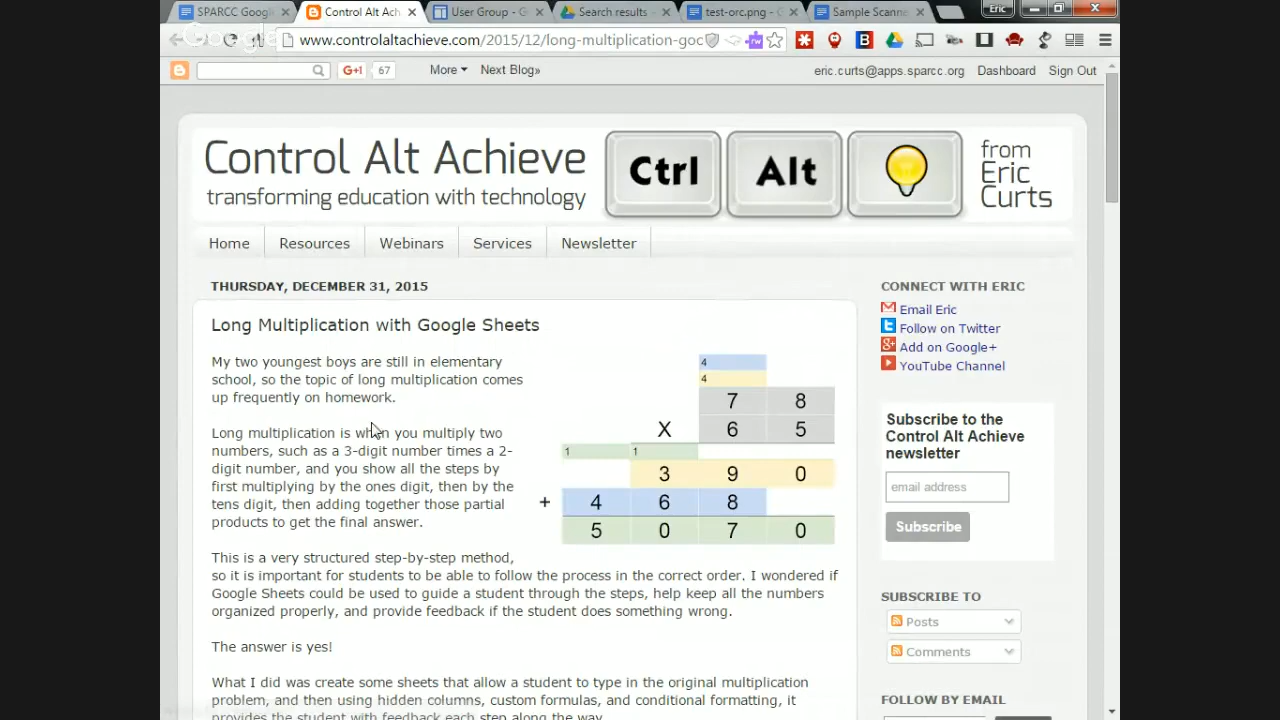 SPARCC Goog
Control Alt Ach
User Group - G
Search results
test-orc.png - G
Sample Scanne
Eric
Google
www.controlaltachieve.com/2015/12/long-multiplication-goc
G+1 67 More Next Blog» eric.curts@apps.sparcc.org Dashboard Sign Out
Control Alt Achieve
transforming education with technology
Ctrl
Alt
from
Eric
Curts
Home Resources Webinars Services Newsletter
THURSDAY, DECEMBER 31, 2015
Long Multiplication with Google Sheets
My two youngest boys are still in elementary
school, so the topic of long multiplication comes
up frequently on homework.
Long multiplication is when you multiply two
numbers, such as a 3-digit number times a 2-
digit number, and you show all the steps by
first multiplying by the ones digit, then by the
tens digit, then adding together those partial
products to get the final answer.
4
4
7 8
X 6 5
1 1
3 9 0
+ 4 6 8
5 0 7 0
This is a very structured step-by-step method,
so it is important for students to be able to follow the process in the correct order. I wondered if
Google Sheets could be used to guide a student through the steps, help keep all the numbers
organized properly, and provide feedback if the student does something wrong.
The answer is yes!
What I did was create some sheets that allow a student to type in the original multiplication
problem, and then using hidden columns, custom formulas, and conditional formatting, it
provides the student with feedback each step along the way.
CONNECT WITH ERIC
Email Eric
Follow on Twitter
Add on Google+
YouTube Channel
Subscribe to the
Control Alt Achieve
newsletter
email address
Subscribe
SUBSCRIBE TO
Posts
Comments
FOLLOW BY EMAIL